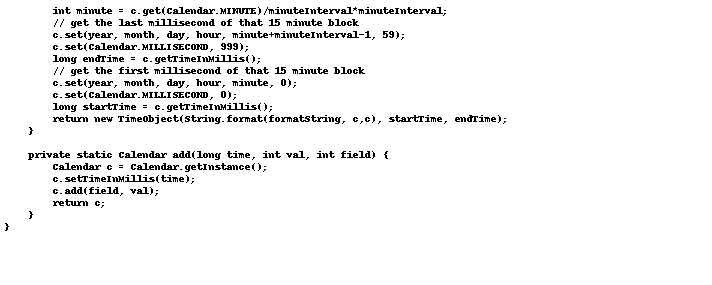 int minute = c.get(Calendar.MINUTE)/minuteInterval*minuteInterval;
// get the last millisecond of that 15 minute block
c.set(year, month, day, hour, minute+minuteInterval-1, 59);
c.set(Calendar.MILLISECOND, 999);
long endTime = c.getTimeInMillis();
// get the first millisecond of that 15 minute block
c.set(year, month, day, hour, minute, 0);
c.set(Calendar.MILLISECOND, 0);
long startTime = c.getTimeInMillis();
return new TimeObject(String.format(formatString, c,c), startTime, endTime);
}
private static Calendar add(long time, int val, int field) {
Calendar c = Calendar.getInstance();
c.setTimeInMillis(time);
c.add(field, val);
return c;
}
}